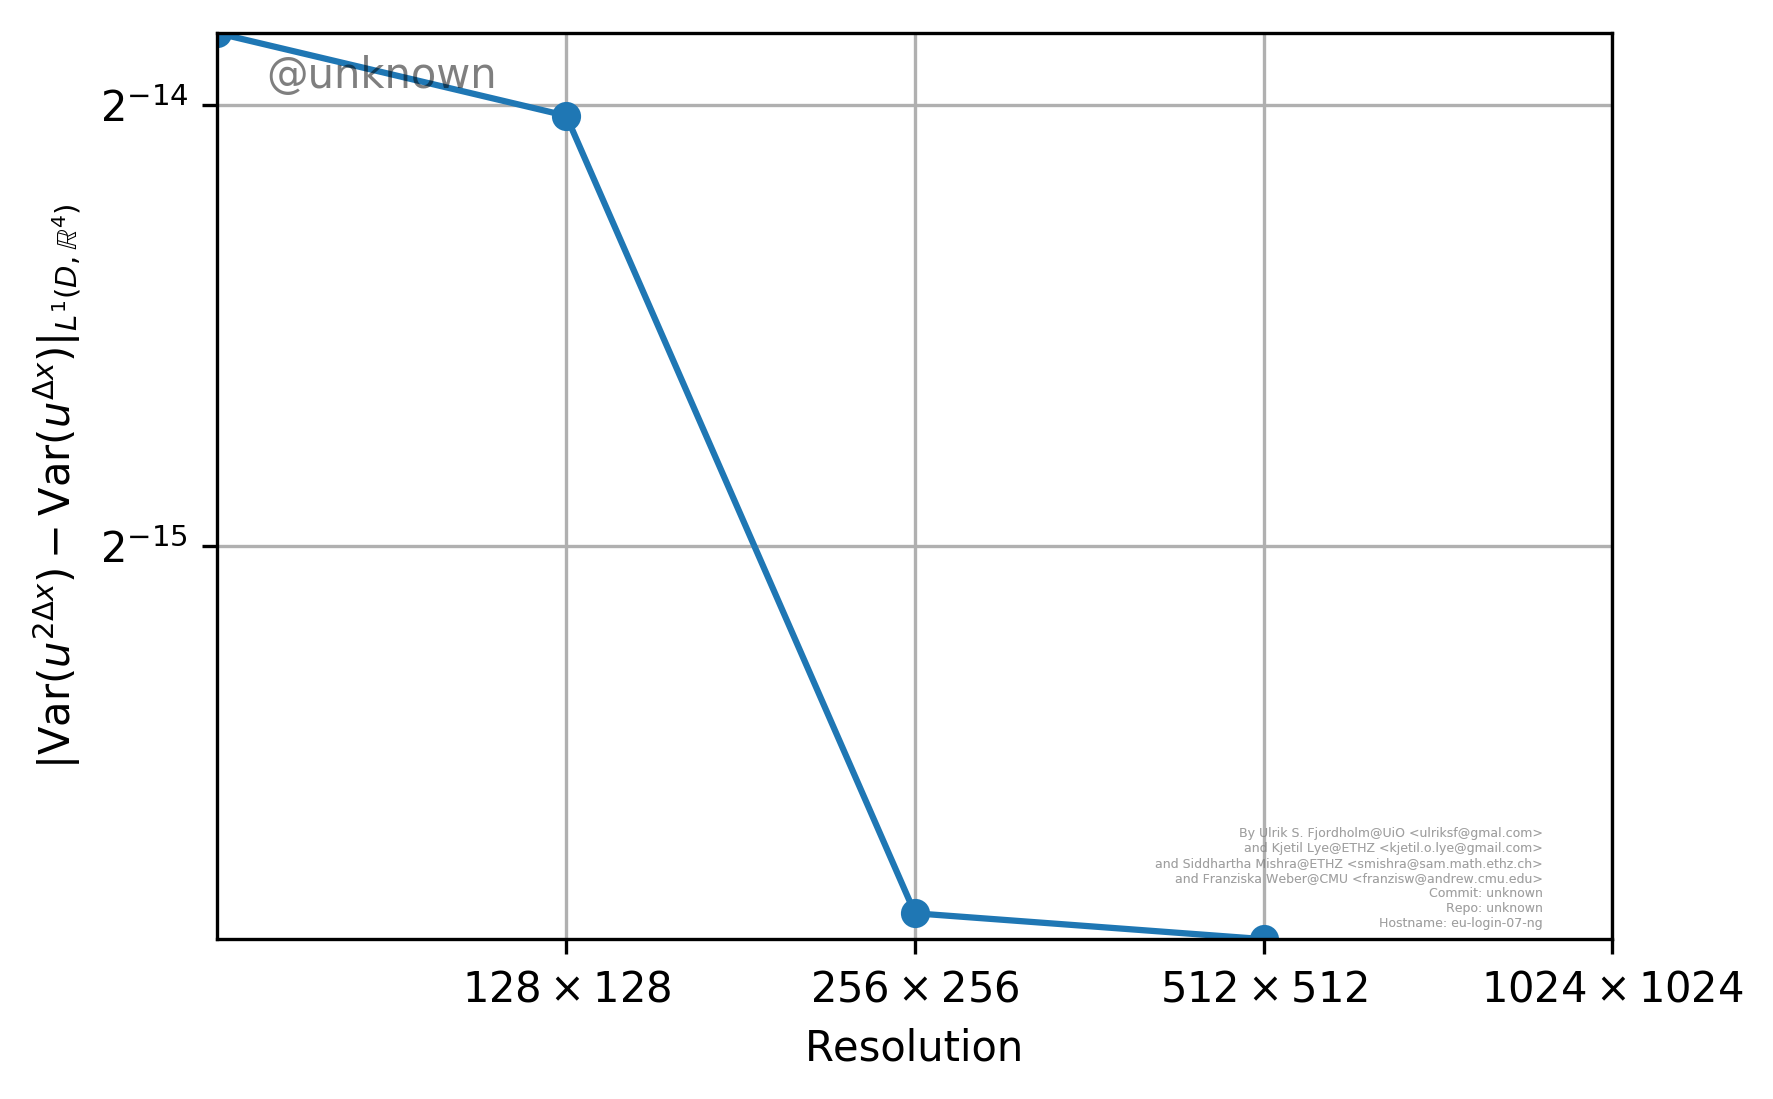 @unknown
2⁻¹⁴
2⁻¹⁵
|Var(u^{2Δx}) − Var(u^{Δx})|_{L¹(D, ℝ⁴)}
By Ulrik S. Fjordholm@UiO <ulriksf@gmal.com>
and Kjetil Lye@ETHZ <kjetil.o.lye@gmail.com>
and Siddhartha Mishra@ETHZ <smishra@sam.math.ethz.ch>
and Franziska Weber@CMU <franzisw@andrew.cmu.edu>
Commit: unknown
Repo: unknown
Hostname: eu-login-07-ng
128 × 128 256 × 256 512 × 512 1024 × 1024
Resolution